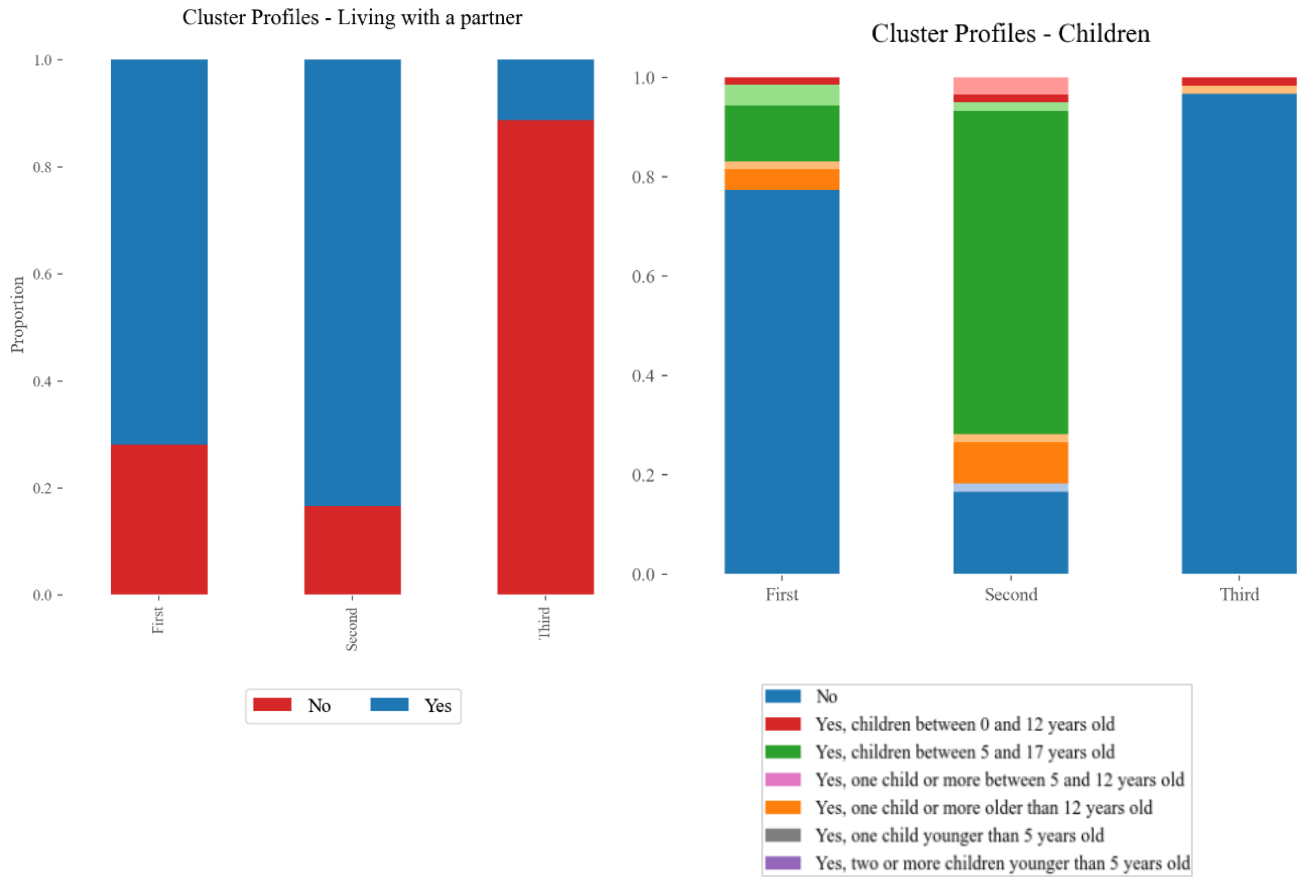 Cluster Profiles - Living with a partner
Proportion
1.0
0.8
0.6
0.4
0.2
0.0
First
Second
Third
No
Yes
Cluster Profiles - Children
1.0
0.8
0.6
0.4
0.2
0.0
First
Second
Third
No
Yes, children between 0 and 12 years old
Yes, children between 5 and 17 years old
Yes, one child or more between 5 and 12 years old
Yes, one child or more older than 12 years old
Yes, one child younger than 5 years old
Yes, two or more children younger than 5 years old